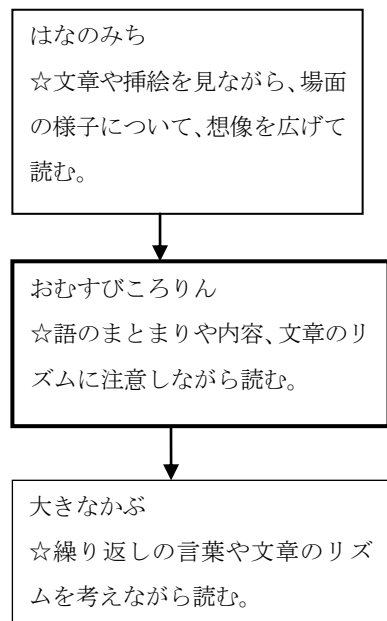 はなのみち
☆文章や挿絵を見ながら、場面
の様子について、想像を広げて
読む。
おむすびころりん
☆語のまとまりや内容、文章のリ
ズムに注意しながら読む。
大きなかぶ
☆繰り返しの言葉や文章のリズ
ムを考えながら読む。